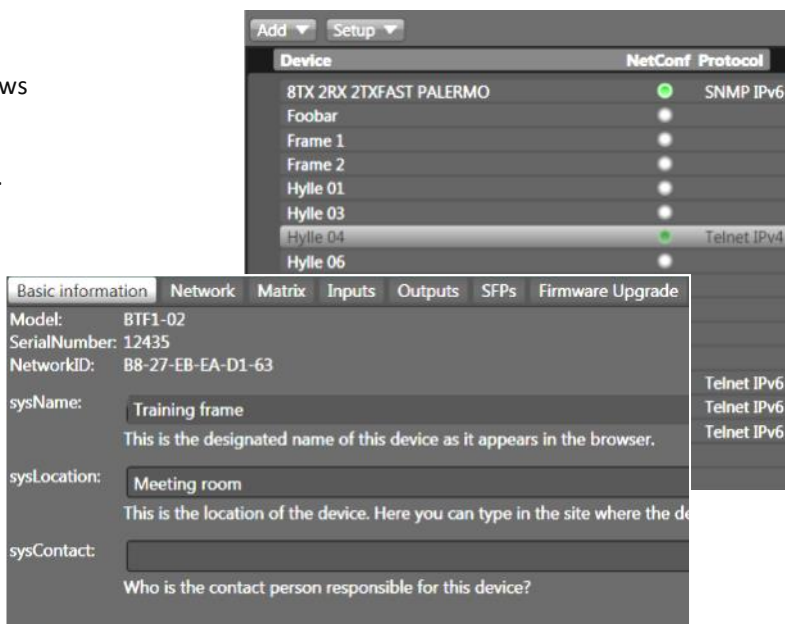 ws
.
Add Setup
Device NetConf Protocol
8TX 2RX 2TXFAST PALERMO SNMP IPv6
Foobar
Frame 1
Frame 2
Hylle 01
Hylle 03
Hylle 04 Telnet IPv4
Hylle 06
Telnet IPv6
Telnet IPv6
Telnet IPv6
Basic information Network Matrix Inputs Outputs SFPs Firmware Upgrade
Model: BTF1-02
SerialNumber: 12435
NetworkID: B8-27-EB-EA-D1-63
sysName: Training frame
This is the designated name of this device as it appears in the browser.
sysLocation: Meeting room
This is the location of the device. Here you can type in the site where the de
sysContact:
Who is the contact person responsible for this device?